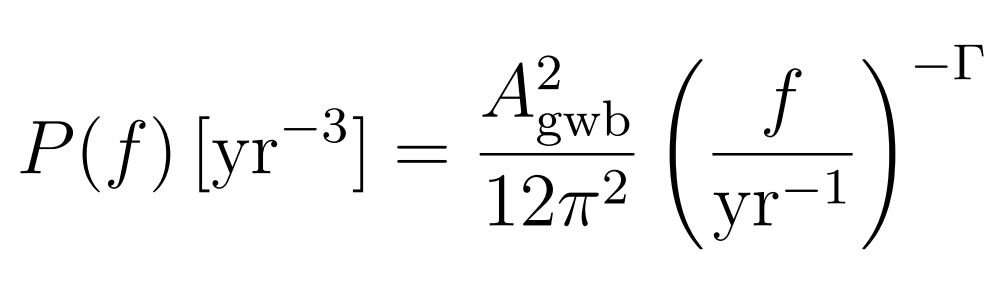 P(f) [yr⁻³] = \frac{A_{\mathrm{gwb}}^{2}}{12\pi^{2}} \left( \frac{f}{\mathrm{yr}^{-1}} \right)^{-\Gamma}